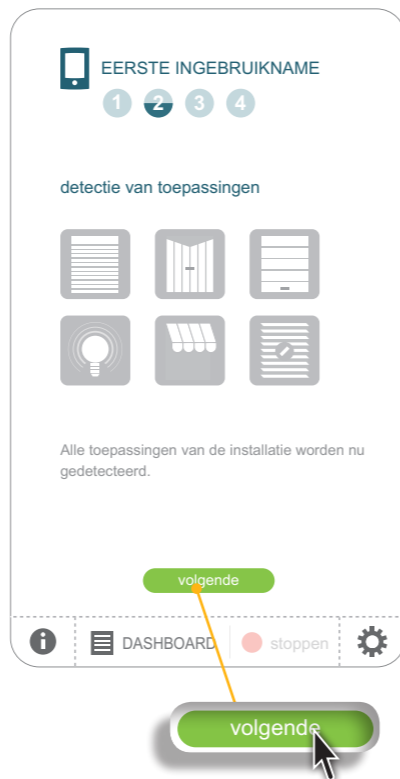 EERSTE INGEBRUIKNAME
1 2 3 4
detectie van toepassingen
Alle toepassingen van de installatie worden nu
gedetecteerd.
volgende
DASHBOARD stoppen
volgende